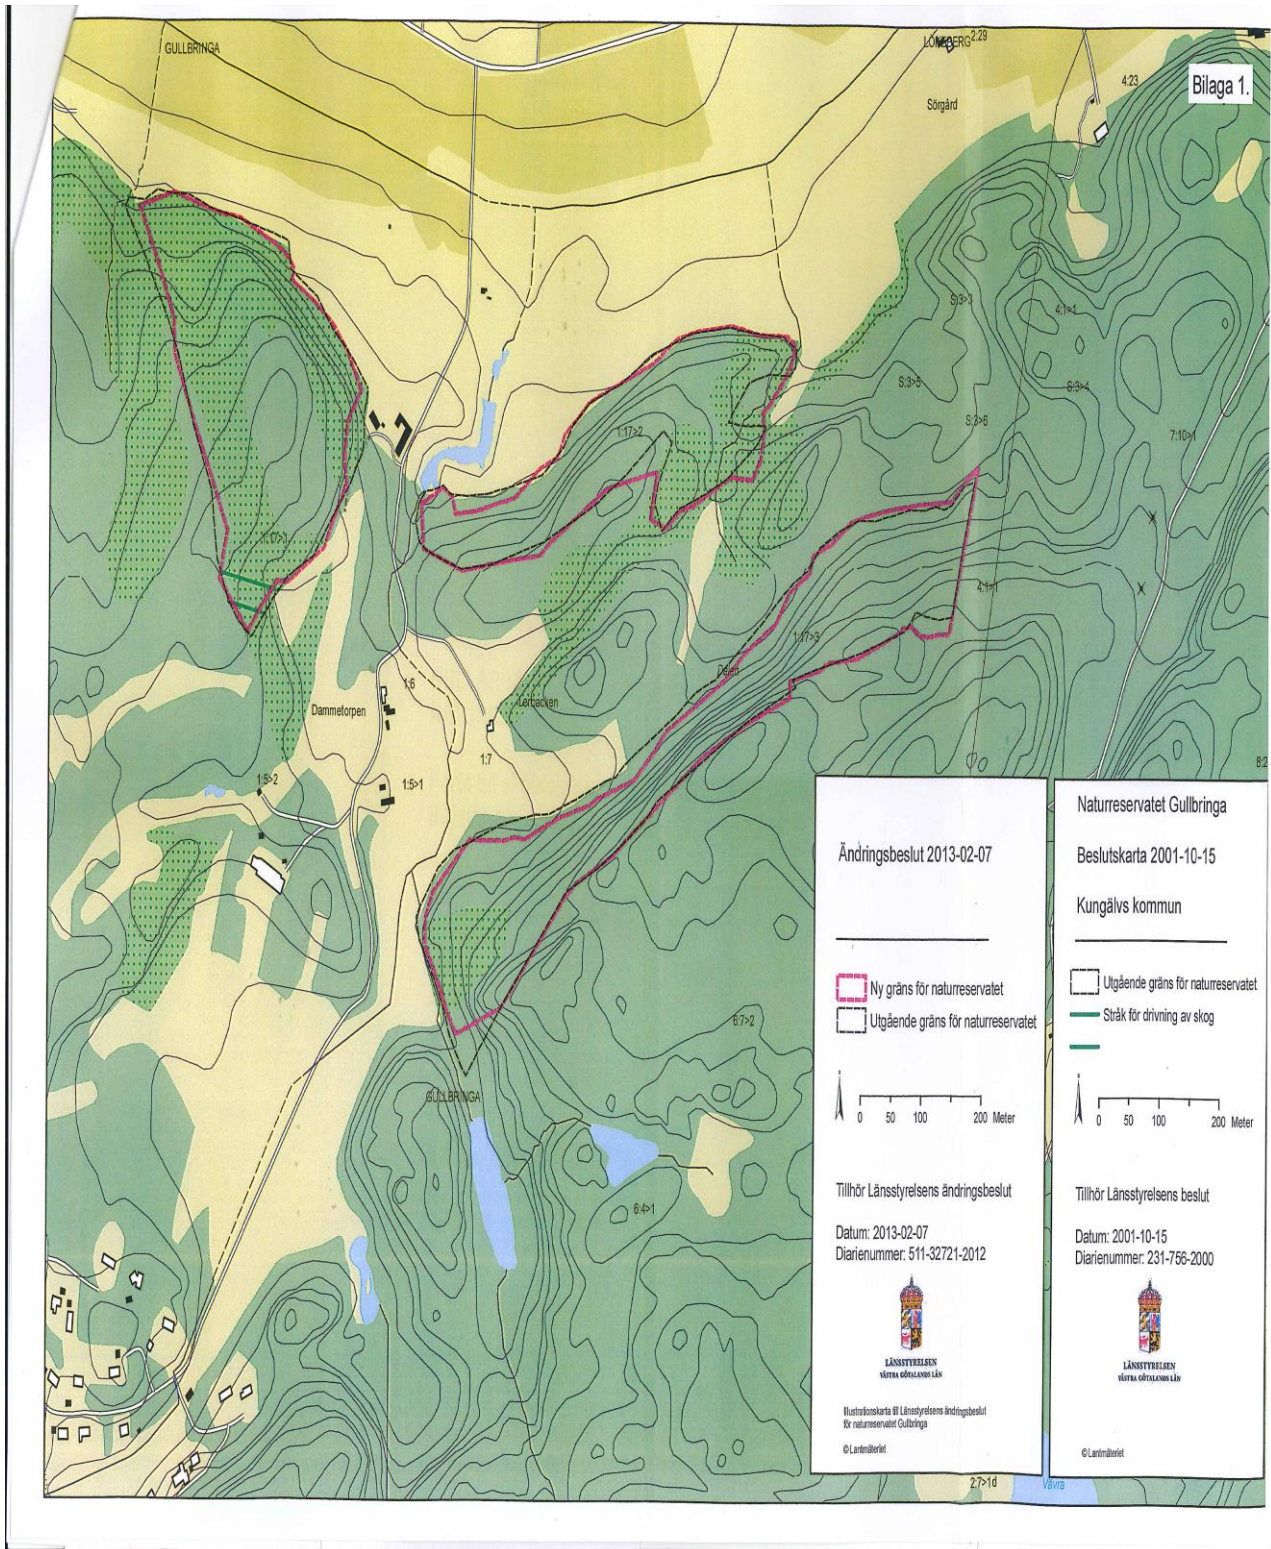 GULLBRINGA
2:29
Sörgård
4:23
Bilaga 1.
S:3>3
4:1>1
S:3>5
S:3>4
S:3>6
7:10>1
1:17>2
4:1>1
1:17>3
Dalen
1:6
Dammetorpen
Lerbacken
1:7
1:5>2
1:5>1
8:2
6:7>2
GULLBRINGA
6:4>1
2:7>1d
Ändringsbeslut 2013-02-07
Ny gräns för naturreservatet
Utgående gräns för naturreservatet
0 50 100 200 Meter
Tillhör Länsstyrelsens ändringsbeslut
Datum: 2013-02-07
Diarienummer: 511-32721-2012
LÄNSSTYRELSEN
VÄSTRA GÖTALANDS LÄN
Illustrationskarta till Länsstyrelsens ändringsbeslut
för naturreservatet Gullbringa
© Lantmäteriet
Naturreservatet Gullbringa
Beslutskarta 2001-10-15
Kungälvs kommun
Utgående gräns för naturreservatet
Stråk för drivning av skog
0 50 100 200 Meter
Tillhör Länsstyrelsens beslut
Datum: 2001-10-15
Diarienummer: 231-756-2000
LÄNSSTYRELSEN
VÄSTRA GÖTALANDS LÄN
© Lantmäteriet